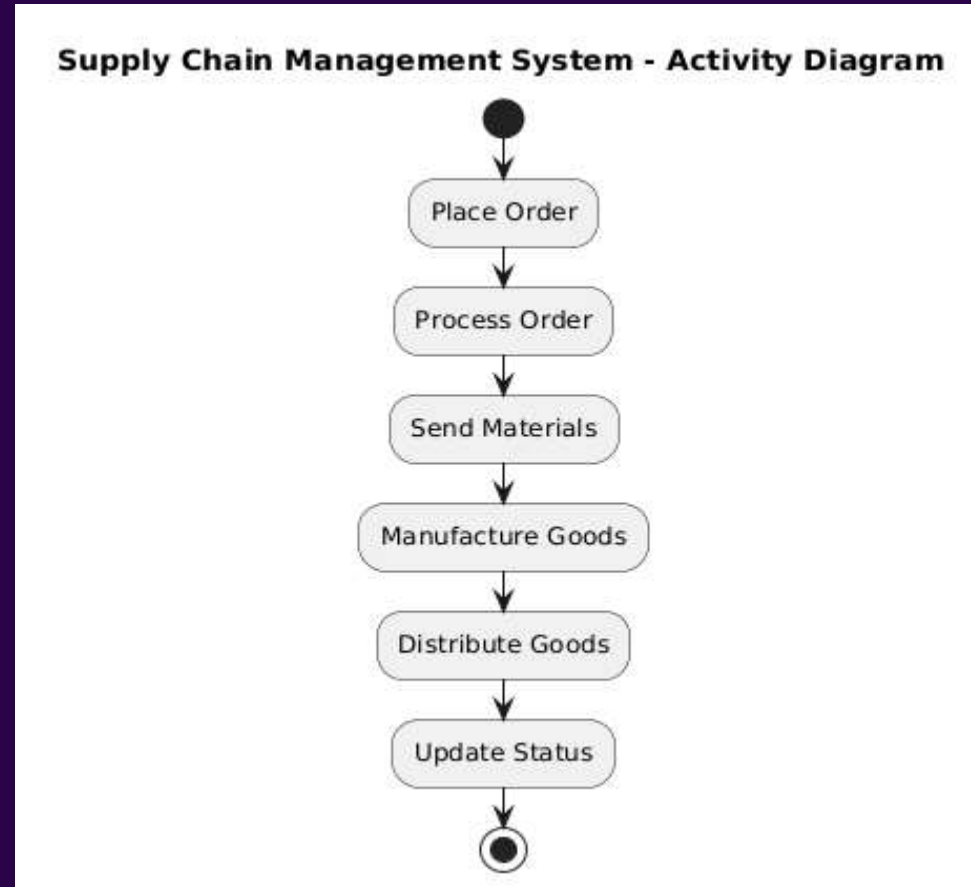 Supply Chain Management System - Activity Diagram
Place Order
Process Order
Send Materials
Manufacture Goods
Distribute Goods
Update Status